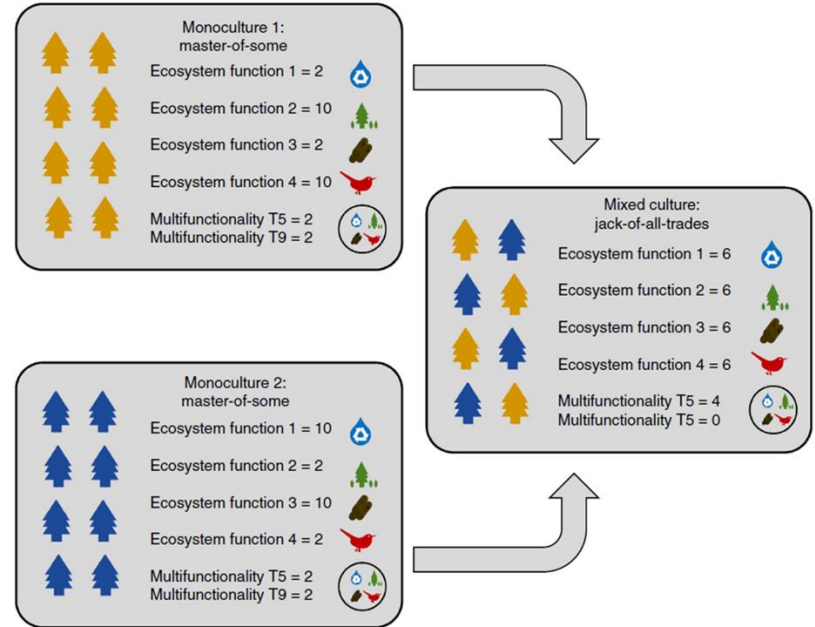 Monoculture 1:
master-of-some
Ecosystem function 1 = 2
Ecosystem function 2 = 10
Ecosystem function 3 = 2
Ecosystem function 4 = 10
Multifunctionality T5 = 2
Multifunctionality T9 = 2
Mixed culture:
jack-of-all-trades
Ecosystem function 1 = 6
Ecosystem function 2 = 6
Ecosystem function 3 = 6
Ecosystem function 4 = 6
Multifunctionality T5 = 4
Multifunctionality T5 = 0
Monoculture 2:
master-of-some
Ecosystem function 1 = 10
Ecosystem function 2 = 2
Ecosystem function 3 = 10
Ecosystem function 4 = 2
Multifunctionality T5 = 2
Multifunctionality T9 = 2